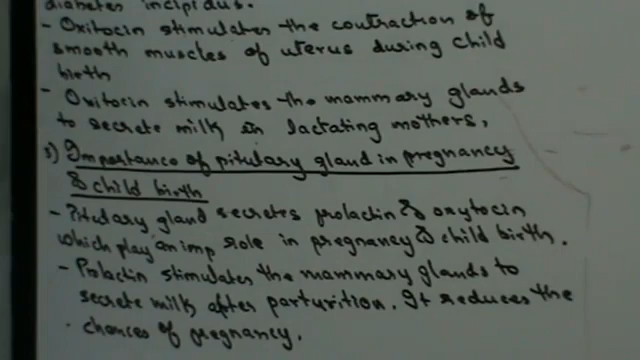 diabetes incipidus.
- Oxitocin stimulates the contraction of
smooth muscles of uterus during child
birth
- Oxitocin stimulates the mammary glands
to secrete milk in lactating mothers,
3) Importance of pitutary gland in pregnancy
& child birth
- Pitutary gland secretes prolactin & oxytocin
which play an imp role in pregnancy & child birth.
- Prolactin stimulates the mammary glands to
secrete milk after parturition. It reduces the
chances of pregnancy.